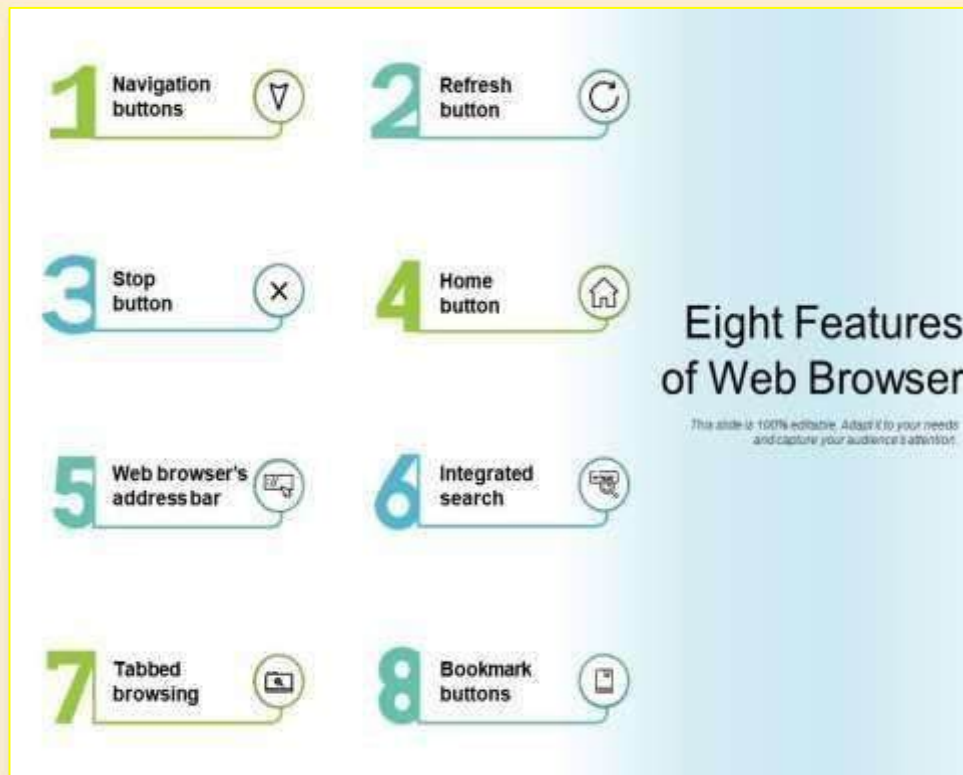 1
Navigation
buttons
2
Refresh
button
3
Stop
button
4
Home
button
5
Web browser's
address bar
6
Integrated
search
7
Tabbed
browsing
8
Bookmark
buttons
Eight Features
of Web Browser
This slide is 100% editable. Adapt it to your needs
and capture your audience's attention.